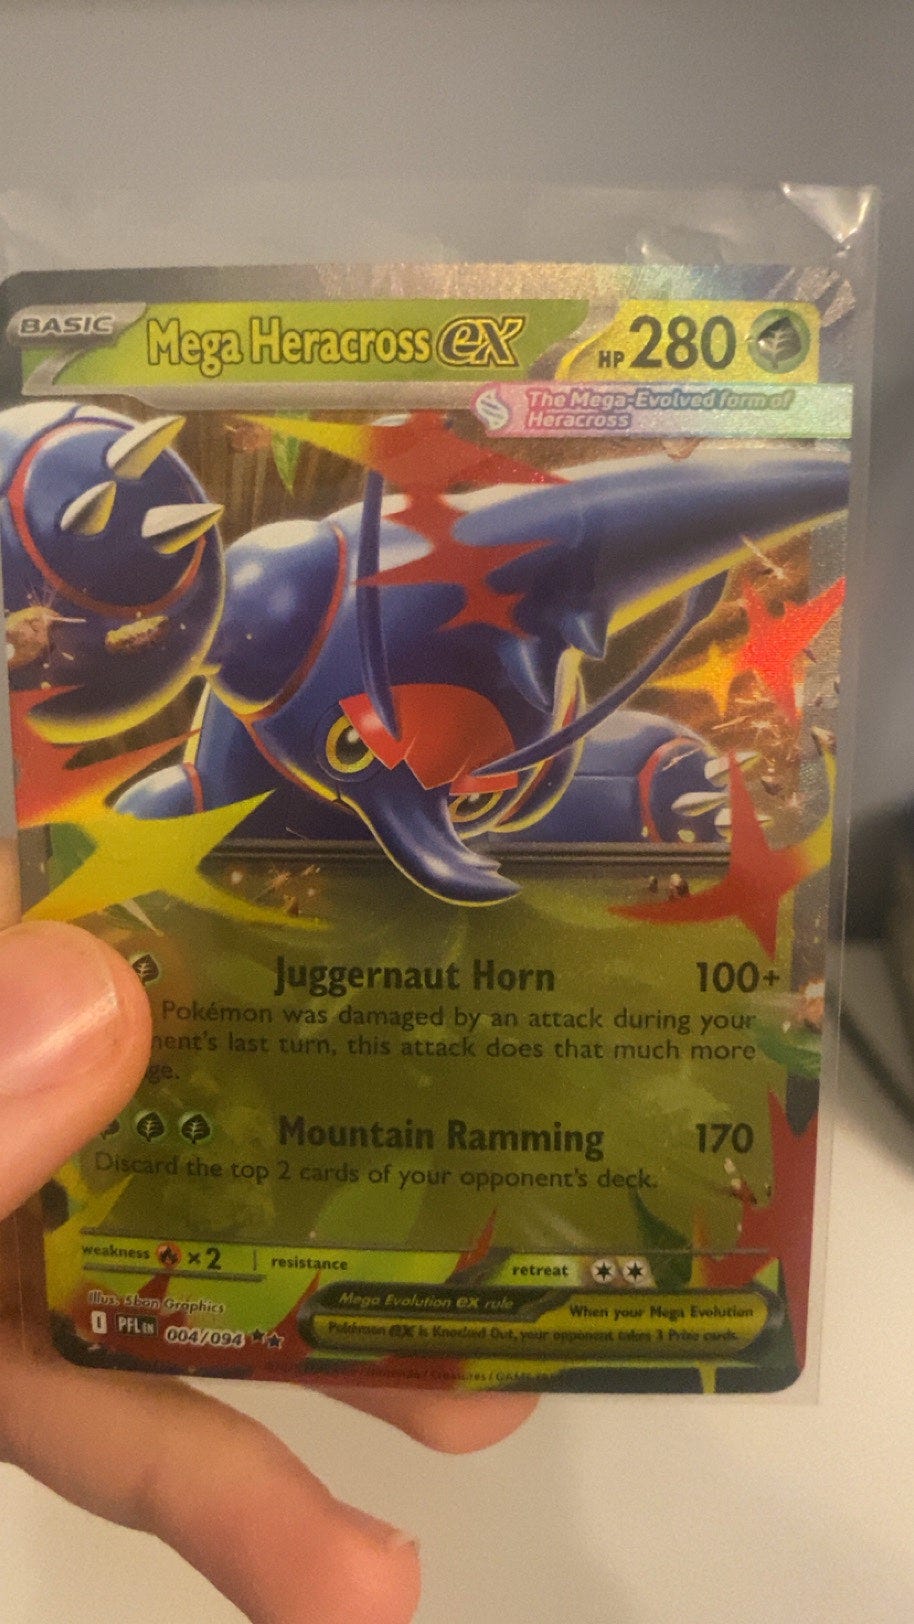 BASIC
Mega Heracross ex
HP 280
The Mega-Evolved form of
Heracross
Juggernaut Horn 100+
Pokémon was damaged by an attack during your
nent's last turn, this attack does that much more
ge.
Mountain Ramming 170
Discard the top 2 cards of your opponent's deck.
weakness ×2 resistance retreat
Illus. 5ban Graphics
Mega Evolution ex rule
When your Mega Evolution
Pokémon ex is Knocked Out, your opponent takes 3 Prize cards.
I PFL EN 004/094 ★★